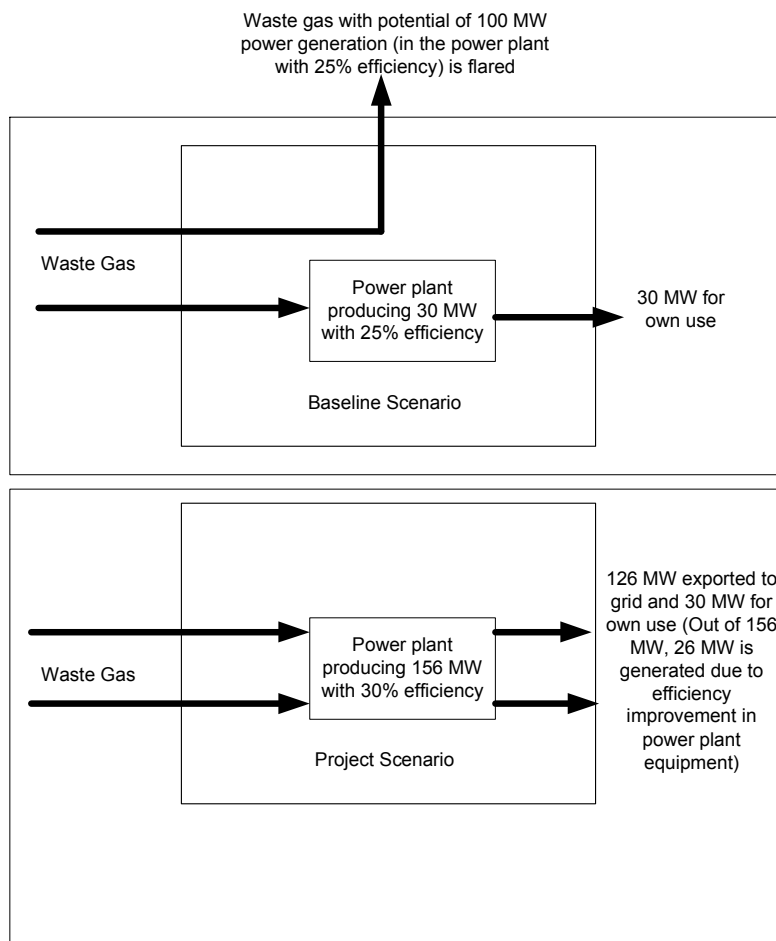 Waste gas with potential of 100 MW
power generation (in the power plant
with 25% efficiency) is flared
Waste Gas
Power plant
producing 30 MW
with 25% efficiency
30 MW for
own use
Baseline Scenario
126 MW exported to
grid and 30 MW for
own use (Out of 156
MW, 26 MW is
generated due to
efficiency
improvement in
power plant
equipment)
Waste Gas
Power plant
producing 156 MW
with 30% efficiency
Project Scenario